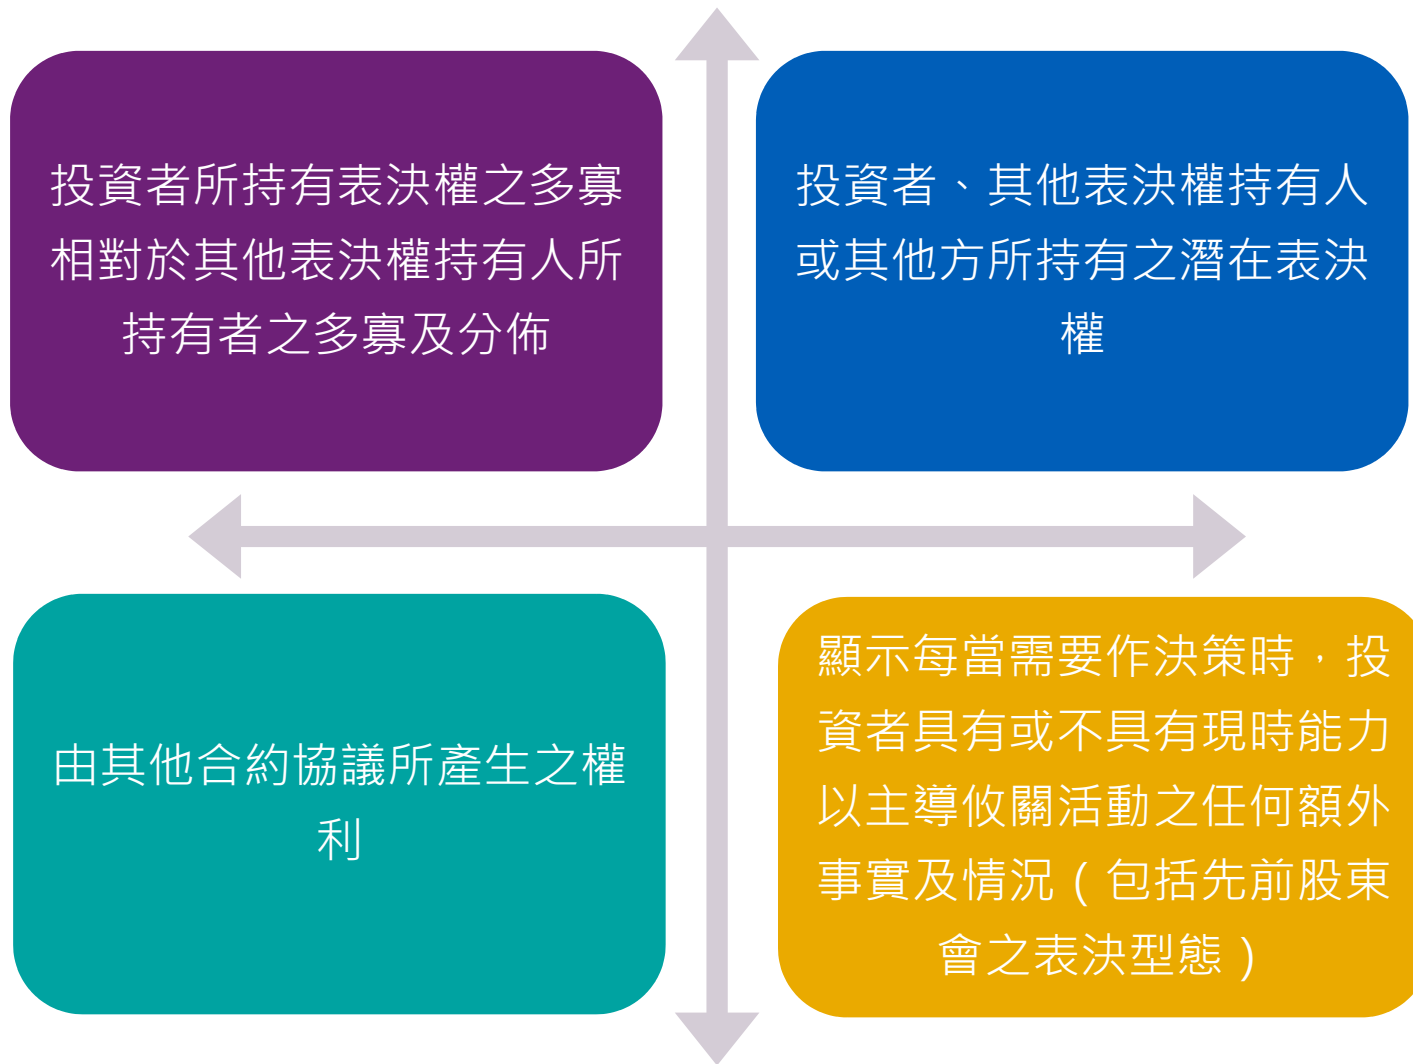 投資者所持有表決權之多寡
相對於其他表決權持有人所
持有者之多寡及分佈
投資者、其他表決權持有人
或其他方所持有之潛在表決
權
由其他合約協議所產生之權
利
顯示每當需要作決策時，投
資者具有或不具有現時能力
以主導攸關活動之任何額外
事實及情況（包括先前股東
會之表決型態）